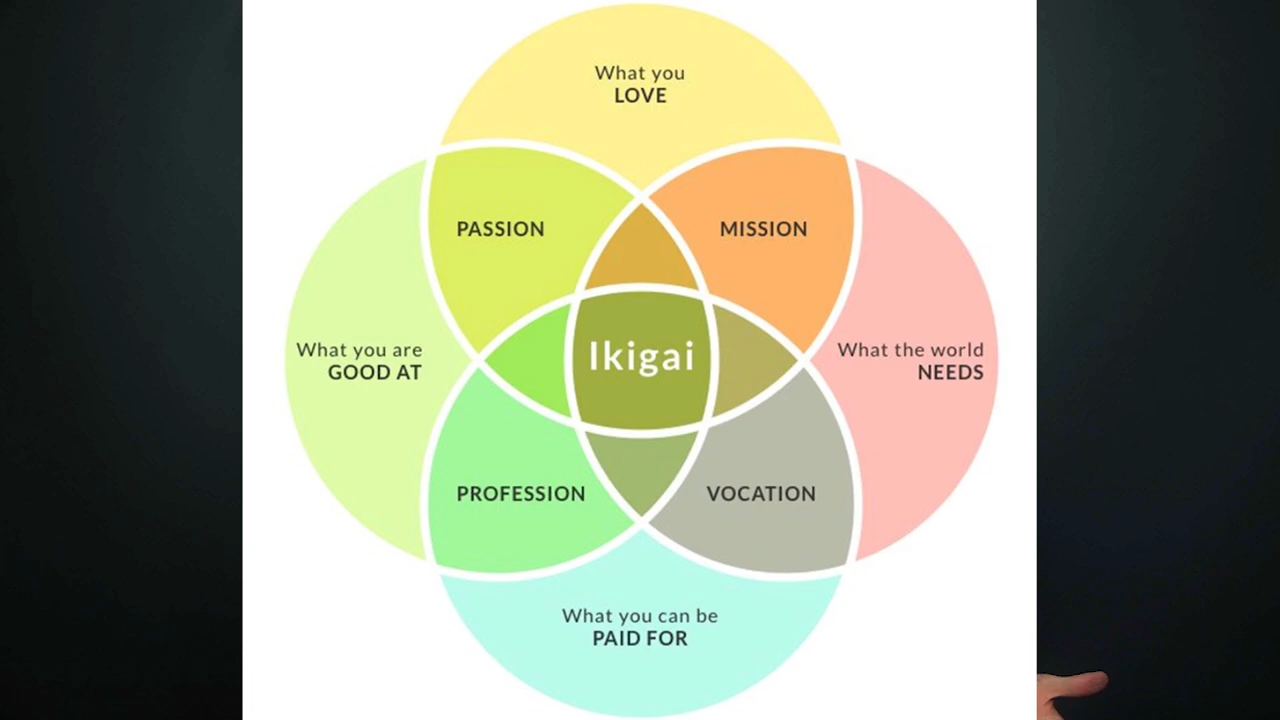 What you
LOVE
PASSION
MISSION
What you are
GOOD AT
Ikigai
What the world
NEEDS
PROFESSION
VOCATION
What you can be
PAID FOR